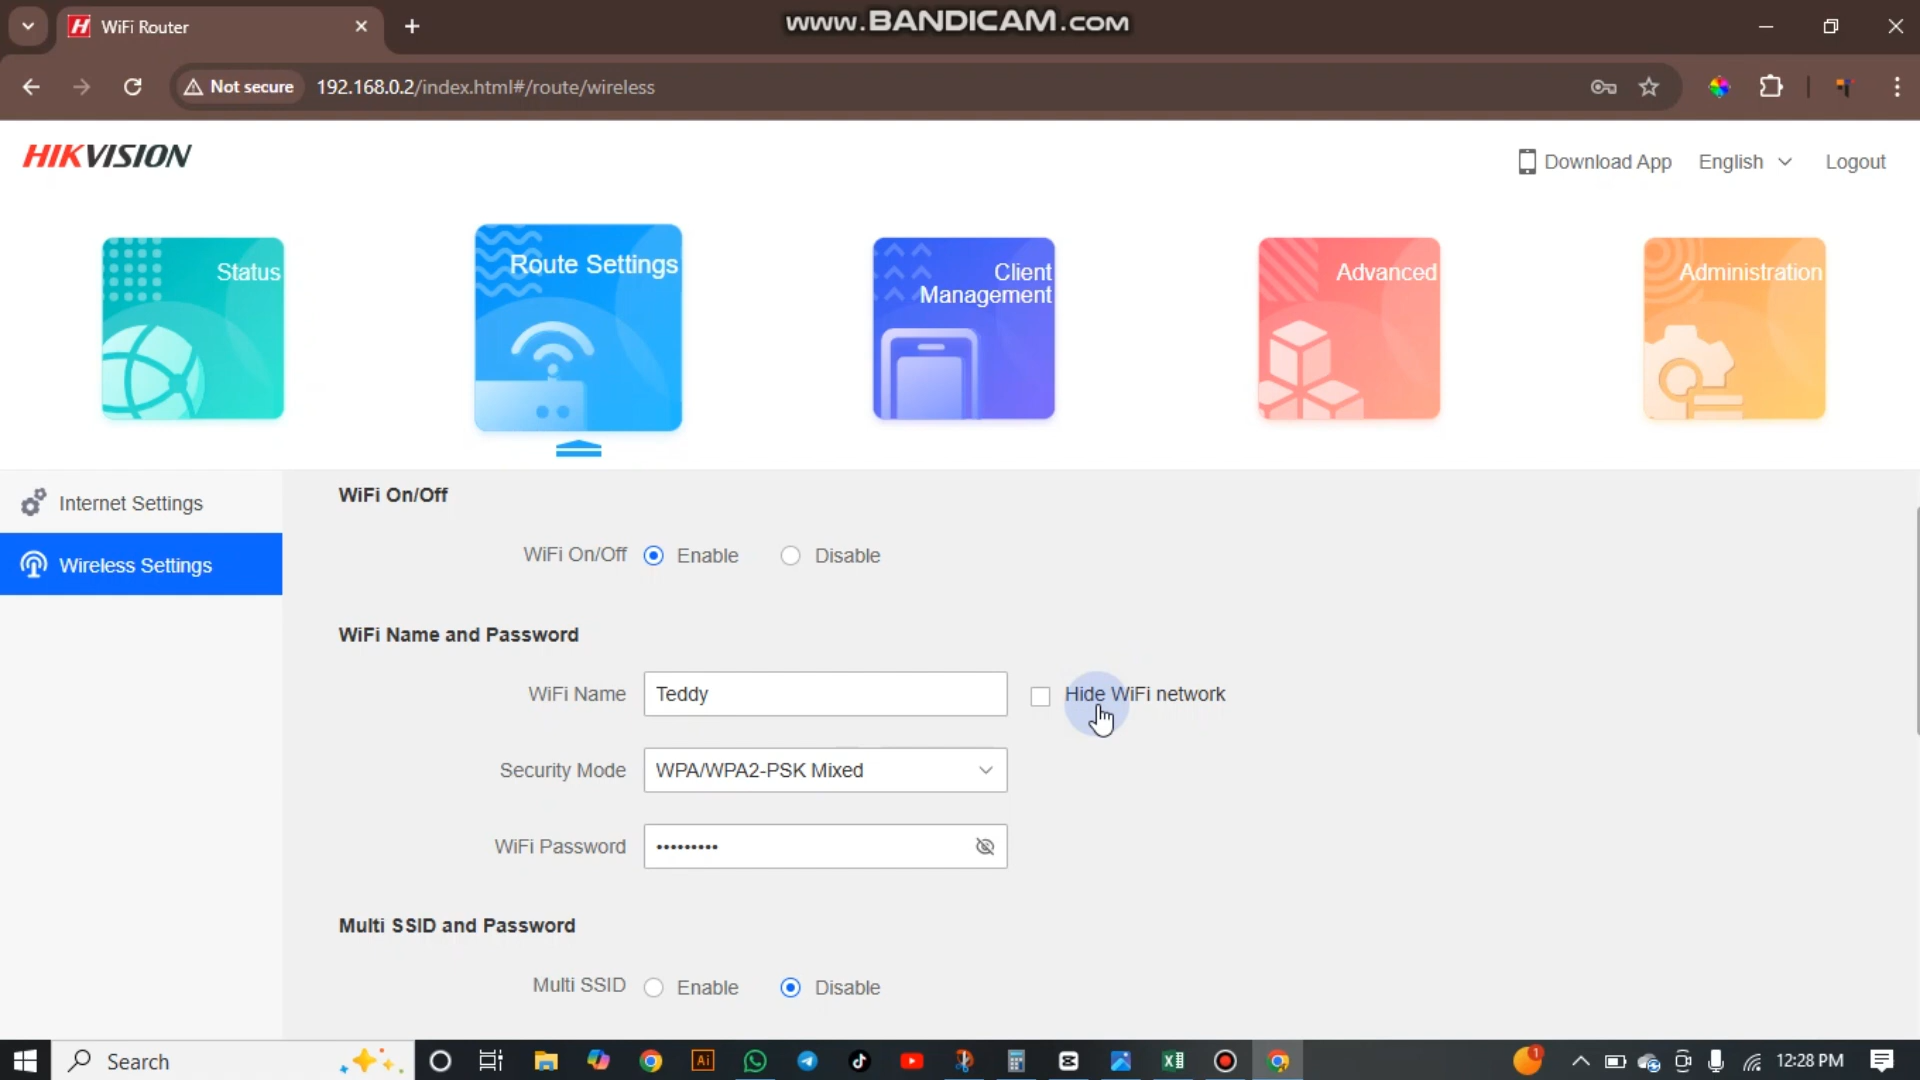 WiFi Router
www.BANDICAM.com
Not secure
192.168.0.2/index.html#/route/wireless
HIKVISION
Download App
English
Logout
Status
Route Settings
Client
Management
Advanced
Administration
Internet Settings
Wireless Settings
WiFi On/Off
WiFi On/Off
Enable
Disable
WiFi Name and Password
WiFi Name
Teddy
Hide WiFi network
Security Mode
WPA/WPA2-PSK Mixed
WiFi Password
•••••••••
Multi SSID and Password
Multi SSID
Enable
Disable
Search
Ai
1
12:28 PM